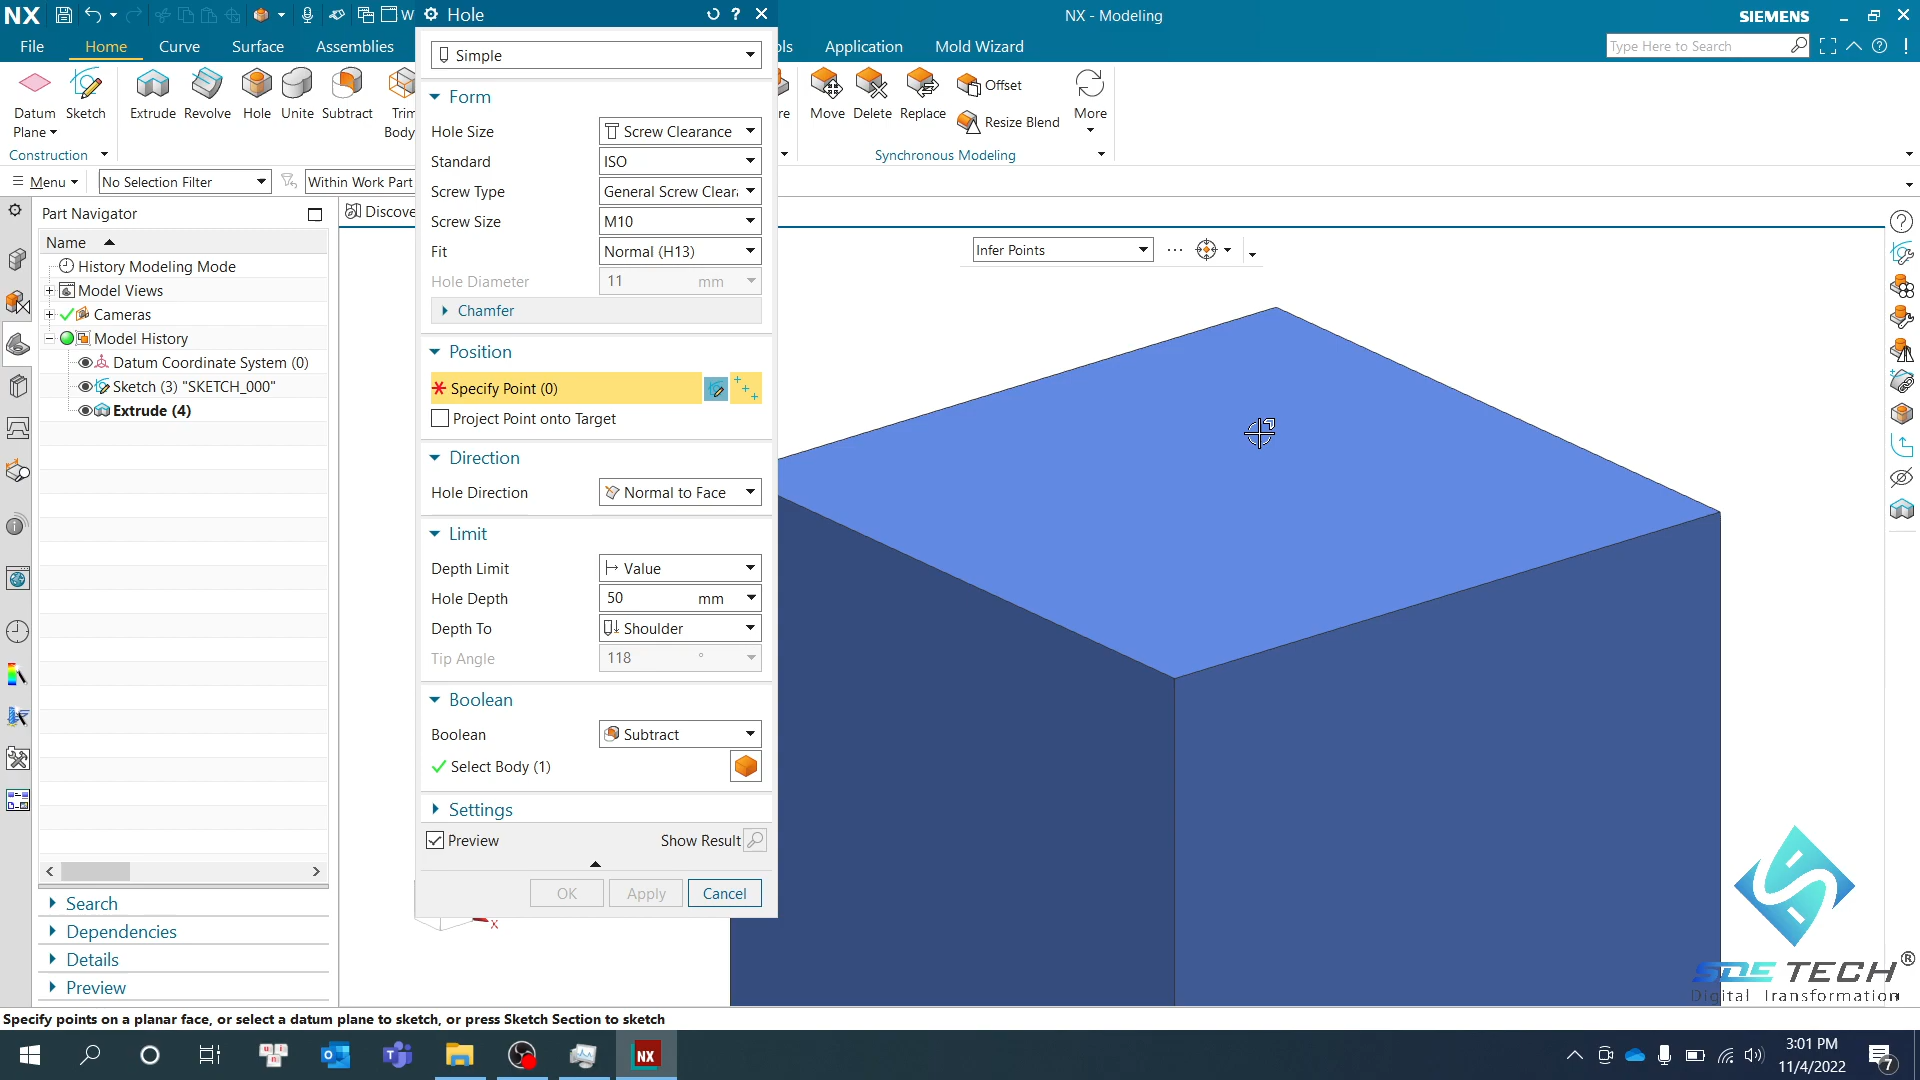 NX
W
Hole
NX - Modeling
SIEMENS
File
Home
Curve
Surface
Assemblies
ols
Application
Mold Wizard
Type Here to Search
Simple
Datum
Plane
Sketch
Extrude
Revolve
Hole
Unite
Subtract
Trim
Body
re
Move
Delete
Replace
Offset
Resize Blend
More
Construction
Synchronous Modeling
Menu
No Selection Filter
Within Work Part
Discove
Part Navigator
Name
History Modeling Mode
Model Views
Cameras
Model History
Datum Coordinate System (0)
Sketch (3) "SKETCH_000"
Extrude (4)
Search
Dependencies
Details
Preview
Form
Hole Size
Screw Clearance
Standard
ISO
Screw Type
General Screw Clear
Screw Size
M10
Fit
Normal (H13)
Hole Diameter
11 mm
Chamfer
Position
Specify Point (0)
Project Point onto Target
Direction
Hole Direction
Normal to Face
Limit
Depth Limit
Value
Hole Depth
50 mm
Depth To
Shoulder
Tip Angle
118 °
Boolean
Boolean
Subtract
Select Body (1)
Settings
Preview
Show Result
OK
Apply
Cancel
Infer Points
X
SDE TECH ®
Digital Transformation
Specify points on a planar face, or select a datum plane to sketch, or press Sketch Section to sketch
NX
3:01 PM
11/4/2022
7